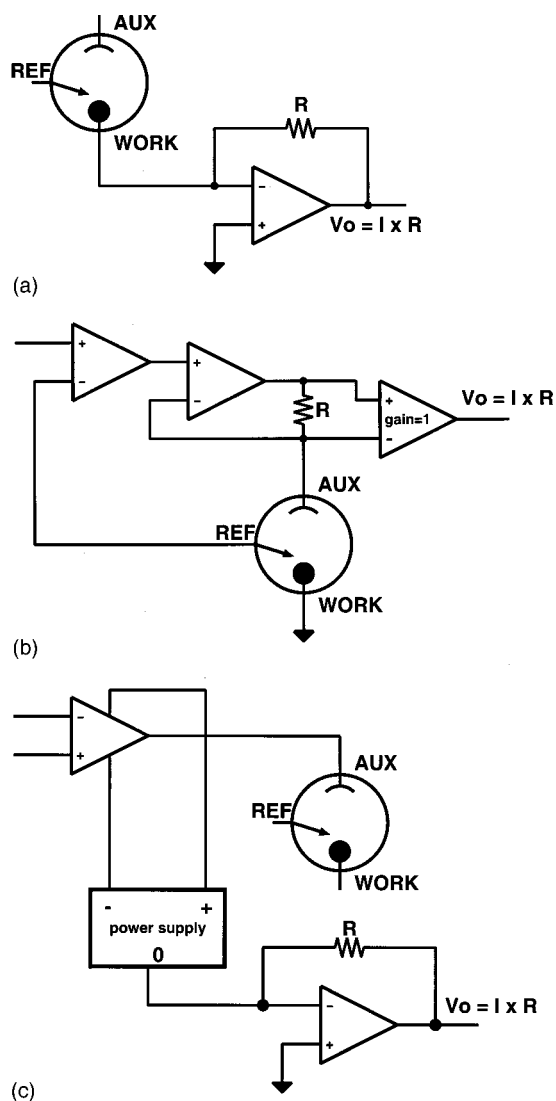 AUX
REF
WORK
R
-
+
Vo = I x R
(a)
+
-
+
-
R
+
gain=1
-
Vo = I x R
AUX
REF
WORK
(b)
-
+
AUX
REF
WORK
- +
power supply
0
R
-
+
Vo = I x R
(c)